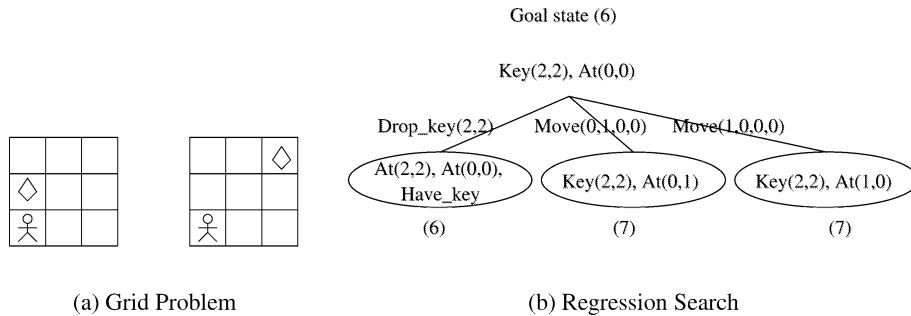 Goal state (6)
Key(2,2), At(0,0)
Drop_key(2,2) Move(0,1,0,0) Move(1,0,0,0)
At(2,2), At(0,0),
Have_key
Key(2,2), At(0,1)
Key(2,2), At(1,0)
(6) (7) (7)
(a) Grid Problem
(b) Regression Search